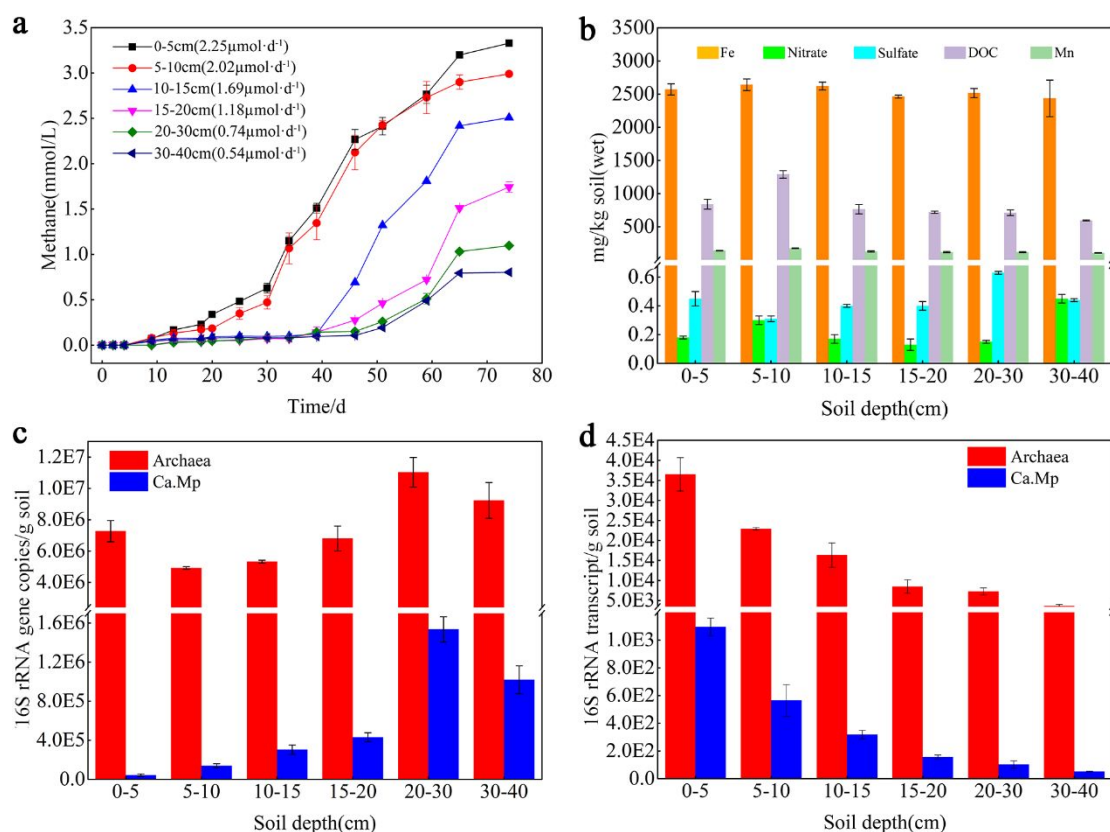 a
3.5
3.0
2.5
2.0
1.5
1.0
0.5
0.0
Methane(mmol/L)
0-5cm(2.25μmol·d⁻¹)
5-10cm(2.02μmol·d⁻¹)
10-15cm(1.69μmol·d⁻¹)
15-20cm(1.18μmol·d⁻¹)
20-30cm(0.74μmol·d⁻¹)
30-40cm(0.54μmol·d⁻¹)
0 10 20 30 40 50 60 70 80
Time/d
b
Fe Nitrate Sulfate DOC Mn
3500
3000
2500
2000
1500
1000
500
0.6
0.4
0.2
0.0
mg/kg soil(wet)
0-5 5-10 10-15 15-20 20-30 30-40
Soil depth(cm)
c
Archaea
Ca.Mp
1.2E7
1.0E7
8.0E6
6.0E6
4.0E6
1.6E6
1.2E6
8.0E5
4.0E5
0.0
16S rRNA gene copies/g soil
0-5 5-10 10-15 15-20 20-30 30-40
Soil depth(cm)
d
Archaea
Ca.Mp
4.5E4
4.0E4
3.5E4
3.0E4
2.5E4
2.0E4
1.5E4
1.0E4
5.0E3
1.0E3
8.0E2
6.0E2
4.0E2
2.0E2
0.0
16S rRNA transcript/g soil
0-5 5-10 10-15 15-20 20-30 30-40
Soil depth(cm)